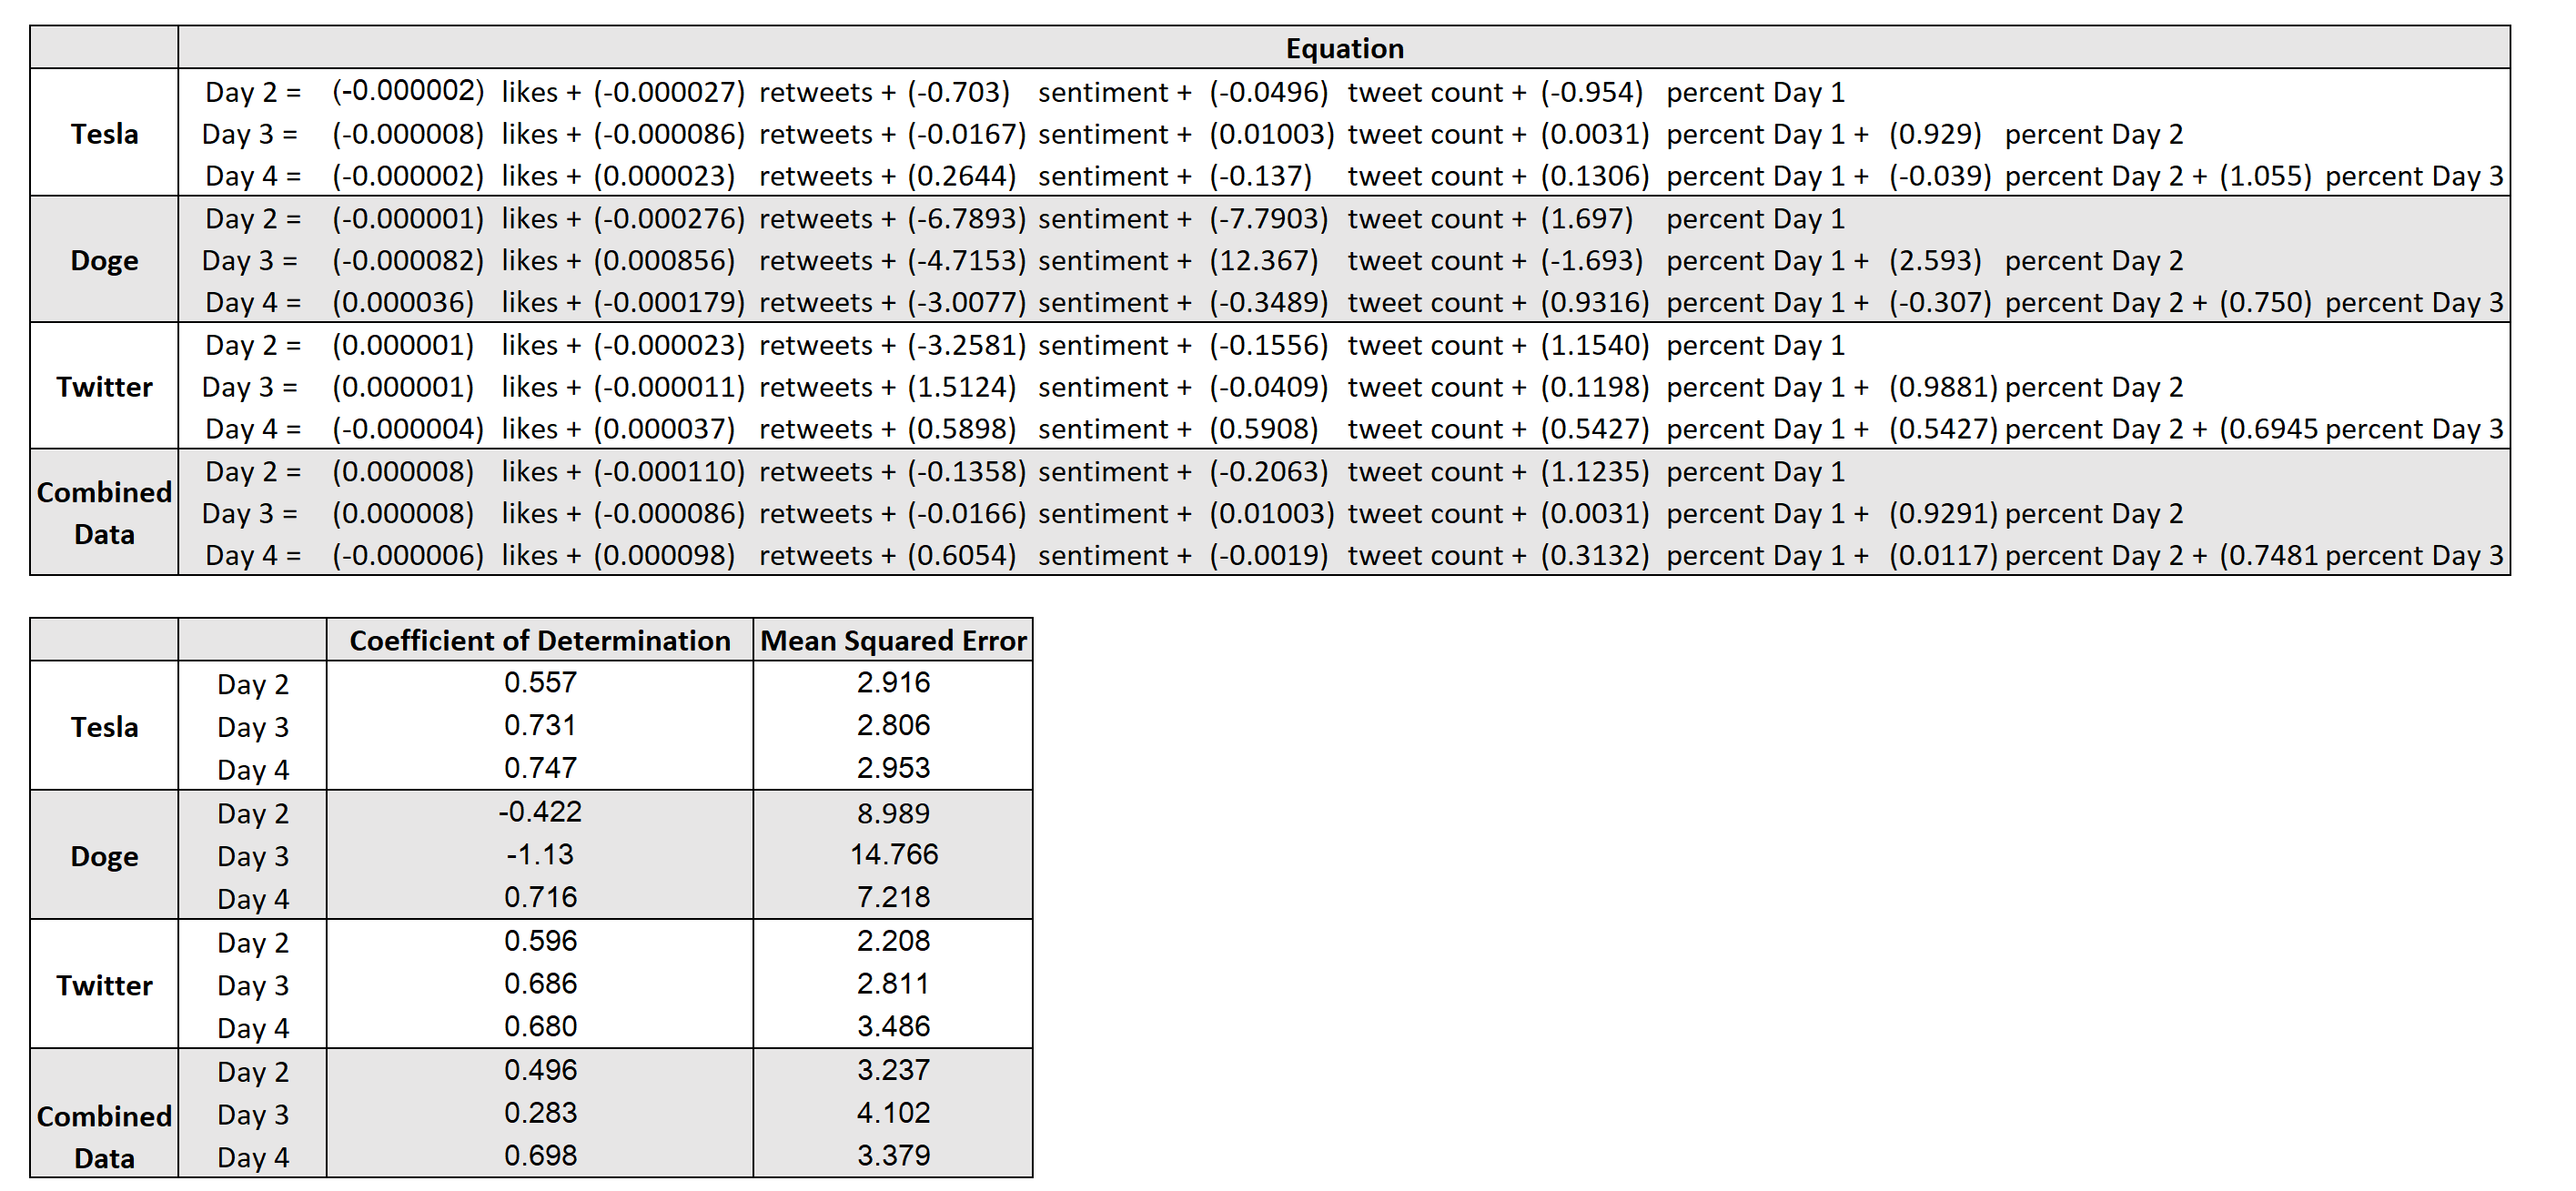 Equation
Tesla
Day 2 = (-0.000002) likes + (-0.000027) retweets + (-0.703) sentiment + (-0.0496) tweet count + (-0.954) percent Day 1
Day 3 = (-0.000008) likes + (-0.000086) retweets + (-0.0167) sentiment + (0.01003) tweet count + (0.0031) percent Day 1 + (0.929) percent Day 2
Day 4 = (-0.000002) likes + (0.000023) retweets + (0.2644) sentiment + (-0.137) tweet count + (0.1306) percent Day 1 + (-0.039) percent Day 2 + (1.055) percent Day 3
Doge
Day 2 = (-0.000001) likes + (-0.000276) retweets + (-6.7893) sentiment + (-7.7903) tweet count + (1.697) percent Day 1
Day 3 = (-0.000082) likes + (0.000856) retweets + (-4.7153) sentiment + (12.367) tweet count + (-1.693) percent Day 1 + (2.593) percent Day 2
Day 4 = (0.000036) likes + (-0.000179) retweets + (-3.0077) sentiment + (-0.3489) tweet count + (0.9316) percent Day 1 + (-0.307) percent Day 2 + (0.750) percent Day 3
Twitter
Day 2 = (0.000001) likes + (-0.000023) retweets + (-3.2581) sentiment + (-0.1556) tweet count + (1.1540) percent Day 1
Day 3 = (0.000001) likes + (-0.000011) retweets + (1.5124) sentiment + (-0.0409) tweet count + (0.1198) percent Day 1 + (0.9881) percent Day 2
Day 4 = (-0.000004) likes + (0.000037) retweets + (0.5898) sentiment + (0.5908) tweet count + (0.5427) percent Day 1 + (0.5427) percent Day 2 + (0.6945 percent Day 3
Combined
Data
Day 2 = (0.000008) likes + (-0.000110) retweets + (-0.1358) sentiment + (-0.2063) tweet count + (1.1235) percent Day 1
Day 3 = (0.000008) likes + (-0.000086) retweets + (-0.0166) sentiment + (0.01003) tweet count + (0.0031) percent Day 1 + (0.9291) percent Day 2
Day 4 = (-0.000006) likes + (0.000098) retweets + (0.6054) sentiment + (-0.0019) tweet count + (0.3132) percent Day 1 + (0.0117) percent Day 2 + (0.7481 percent Day 3
Coefficient of Determination Mean Squared Error
Tesla
Day 2 0.557 2.916
Day 3 0.731 2.806
Day 4 0.747 2.953
Doge
Day 2 -0.422 8.989
Day 3 -1.13 14.766
Day 4 0.716 7.218
Twitter
Day 2 0.596 2.208
Day 3 0.686 2.811
Day 4 0.680 3.486
Combined
Data
Day 2 0.496 3.237
Day 3 0.283 4.102
Day 4 0.698 3.379